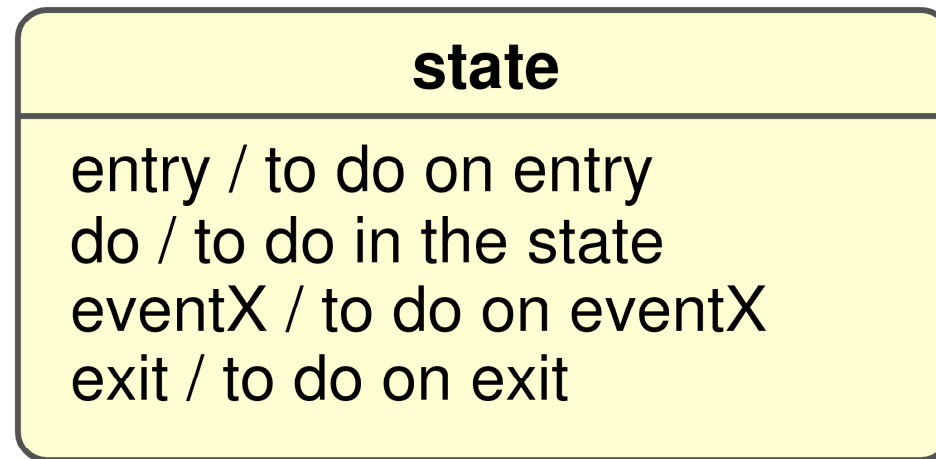 state
entry / to do on entry
do / to do in the state
eventX / to do on eventX
exit / to do on exit